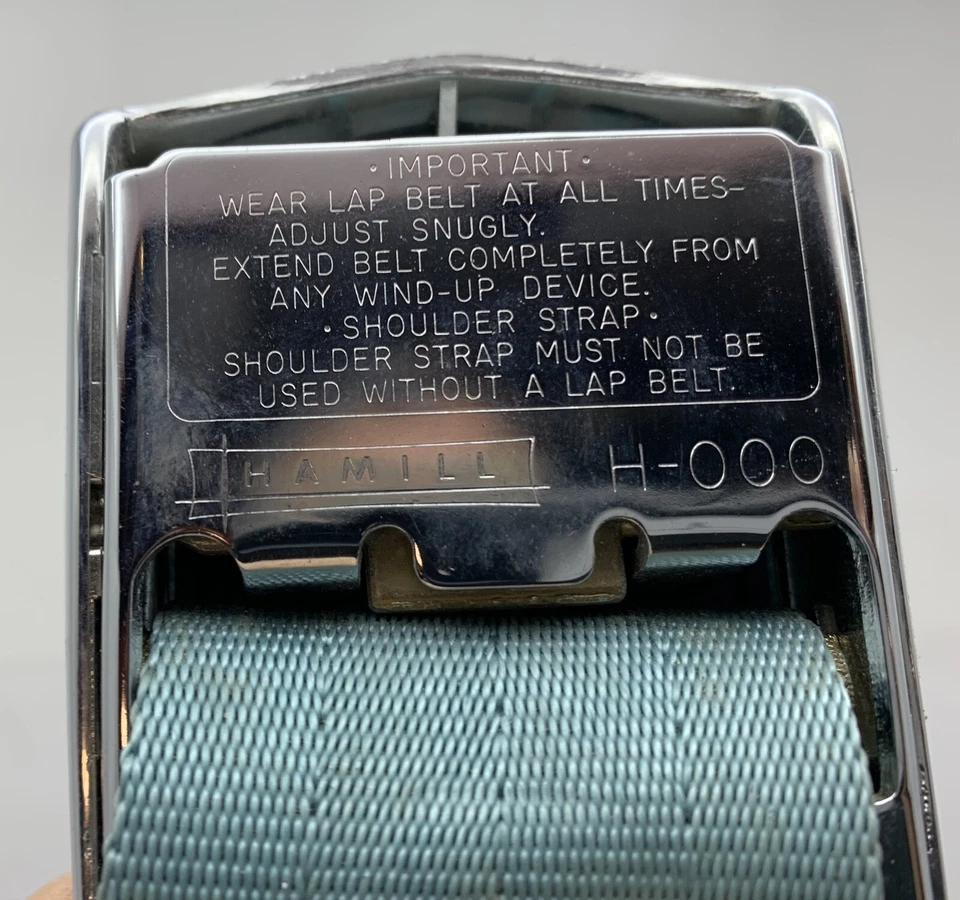 ·IMPORTANT·
WEAR LAP BELT AT ALL TIMES-
ADJUST SNUGLY.
EXTEND BELT COMPLETELY FROM
ANY WIND-UP DEVICE.
·SHOULDER STRAP·
SHOULDER STRAP MUST NOT BE
USED WITHOUT A LAP BELT.
HAMILL H-000